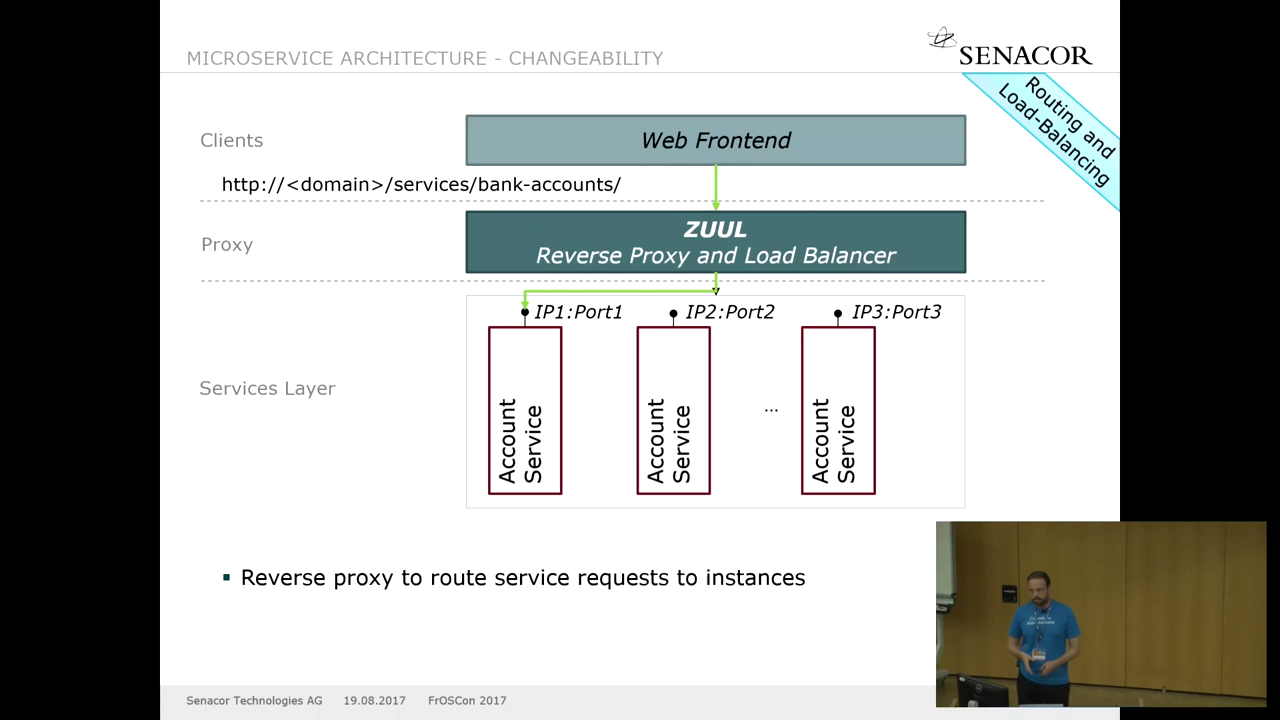 MICROSERVICE ARCHITECTURE - CHANGEABILITY
SENACOR
Routing and
Load-Balancing
Clients
Web Frontend
http://<domain>/services/bank-accounts/
Proxy
ZUUL
Reverse Proxy and Load Balancer
IP1:Port1
IP2:Port2
IP3:Port3
Services Layer
Account
Service
Account
Service
...
Account
Service
Reverse proxy to route service requests to instances
Senacor Technologies AG
19.08.2017
FrOSCon 2017